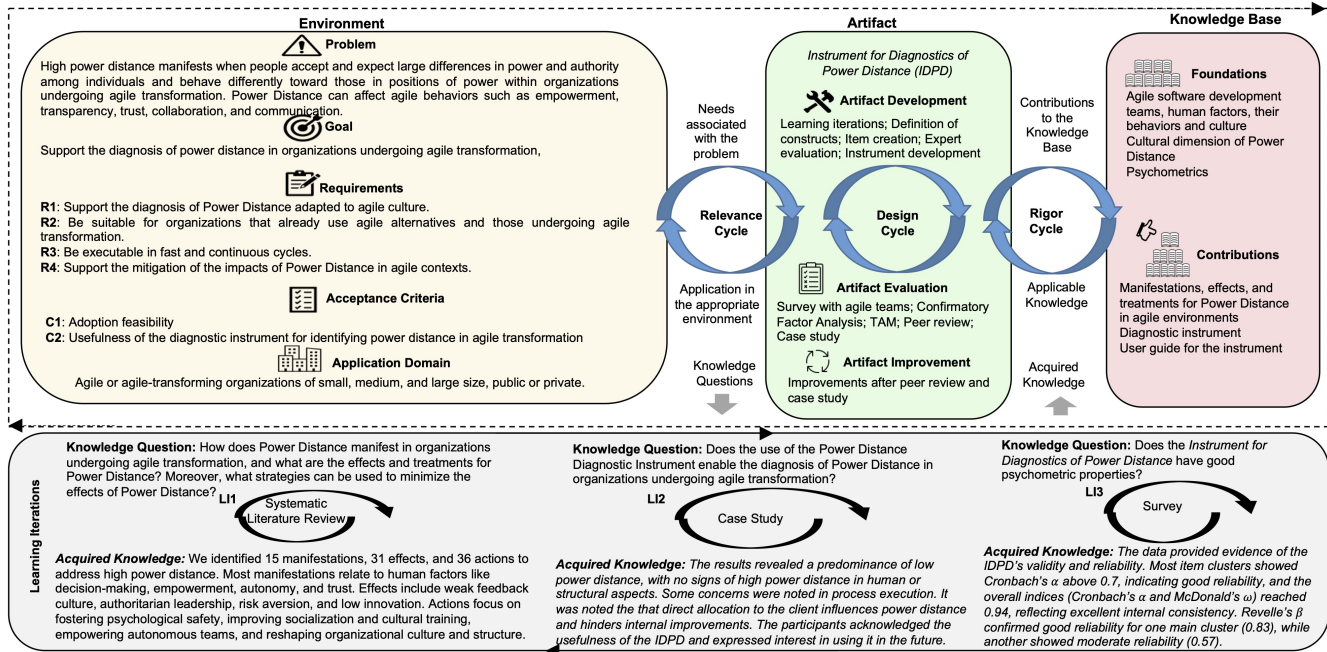 Environment
Problem
High power distance manifests when people accept and expect large differences in power and authority
among individuals and behave differently toward those in positions of power within organizations
undergoing agile transformation. Power Distance can affect agile behaviors such as empowerment,
transparency, trust, collaboration, and communication.
Goal
Support the diagnosis of power distance in organizations undergoing agile transformation,
Requirements
R1: Support the diagnosis of Power Distance adapted to agile culture.
R2: Be suitable for organizations that already use agile alternatives and those undergoing agile
transformation.
R3: Be executable in fast and continuous cycles.
R4: Support the mitigation of the impacts of Power Distance in agile contexts.
Acceptance Criteria
C1: Adoption feasibility
C2: Usefulness of the diagnostic instrument for identifying power distance in agile transformation
Application Domain
Agile or agile-transforming organizations of small, medium, and large size, public or private.
Needs
associated
with the
problem
Relevance
Cycle
Application in
the appropriate
environment
Knowledge
Questions
Artifact
Instrument for Diagnostics of
Power Distance (IDPD)
Artifact Development
Learning iterations; Definition of
constructs; Item creation; Expert
evaluation; Instrument development
Design
Cycle
Artifact Evaluation
Survey with agile teams; Confirmatory
Factor Analysis; TAM; Peer review;
Case study
Artifact Improvement
Improvements after peer review and
case study
Contributions
to the
Knowledge
Base
Rigor
Cycle
Applicable
Knowledge
Acquired
Knowledge
Knowledge Base
Foundations
Agile software development
teams, human factors, their
behaviors and culture
Cultural dimension of Power
Distance
Psychometrics
Contributions
Manifestations, effects, and
treatments for Power Distance
in agile environments
Diagnostic instrument
User guide for the instrument
Learning Iterations
Knowledge Question: How does Power Distance manifest in organizations
undergoing agile transformation, and what are the effects and treatments for
Power Distance? Moreover, what strategies can be used to minimize the
effects of Power Distance?
LI1
Systematic
Literature Review
Acquired Knowledge: We identified 15 manifestations, 31 effects, and 36 actions to
address high power distance. Most manifestations relate to human factors like
decision-making, empowerment, autonomy, and trust. Effects include weak feedback
culture, authoritarian leadership, risk aversion, and low innovation. Actions focus on
fostering psychological safety, improving socialization and cultural training,
empowering autonomous teams, and reshaping organizational culture and structure.
Knowledge Question: Does the use of the Power Distance
Diagnostic Instrument enable the diagnosis of Power Distance in
organizations undergoing agile transformation?
LI2
Case Study
Acquired Knowledge: The results revealed a predominance of low
power distance, with no signs of high power distance in human or
structural aspects. Some concerns were noted in process execution. It
was noted the that direct allocation to the client influences power distance
and hinders internal improvements. The participants acknowledged the
usefulness of the IDPD and expressed interest in using it in the future.
Knowledge Question: Does the Instrument for
Diagnostics of Power Distance have good
psychometric properties?
LI3
Survey
Acquired Knowledge: The data provided evidence of the
IDPD's validity and reliability. Most item clusters showed
Cronbach's α above 0.7, indicating good reliability, and the
overall indices (Cronbach's α and McDonald's ω) reached
0.94, reflecting excellent internal consistency. Revelle's β
confirmed good reliability for one main cluster (0.83), while
another showed moderate reliability (0.57).